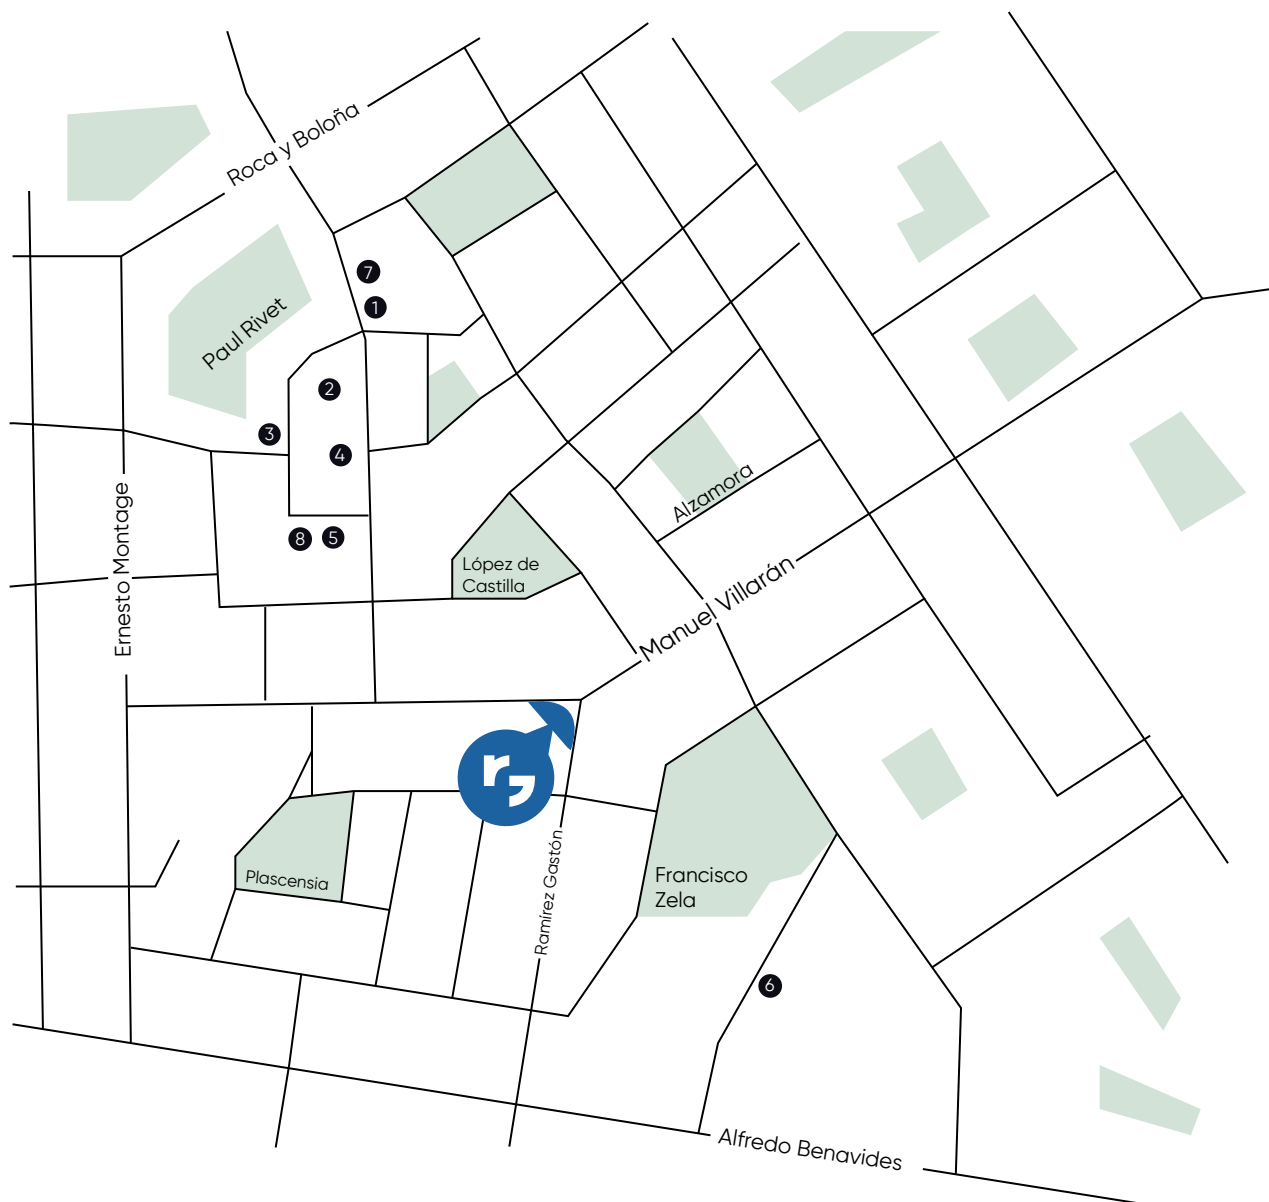 Roca y Boloña
7
1
Paul Rivet
2
3
4
Alzamora
Ernesto Montage
8
5
López de
Castilla
Manuel Villarán
rg
Ramírez Gastón
Plascensia
Francisco
Zela
6
Alfredo Benavides